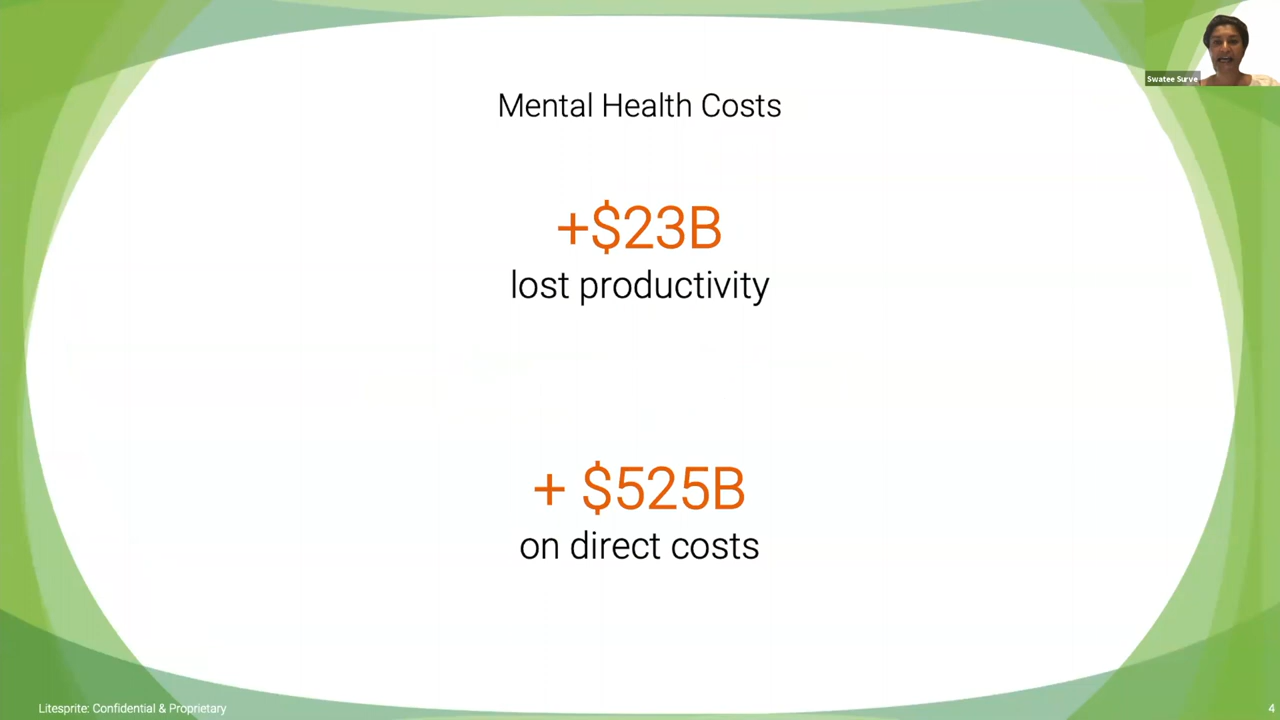 Swatee Surve
Mental Health Costs
+$23B
lost productivity
+ $525B
on direct costs
Litesprite: Confidential & Proprietary
4